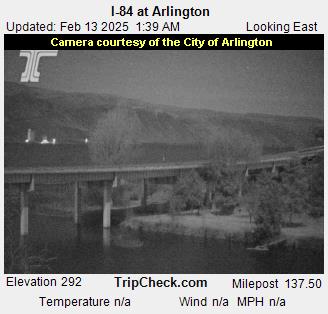 I-84 at Arlington
Updated: Feb 13 2025 1:39 AM Looking East
Camera courtesy of the City of Arlington
Elevation 292 TripCheck.com Milepost 137.50
Temperature n/a Wind n/a MPH n/a